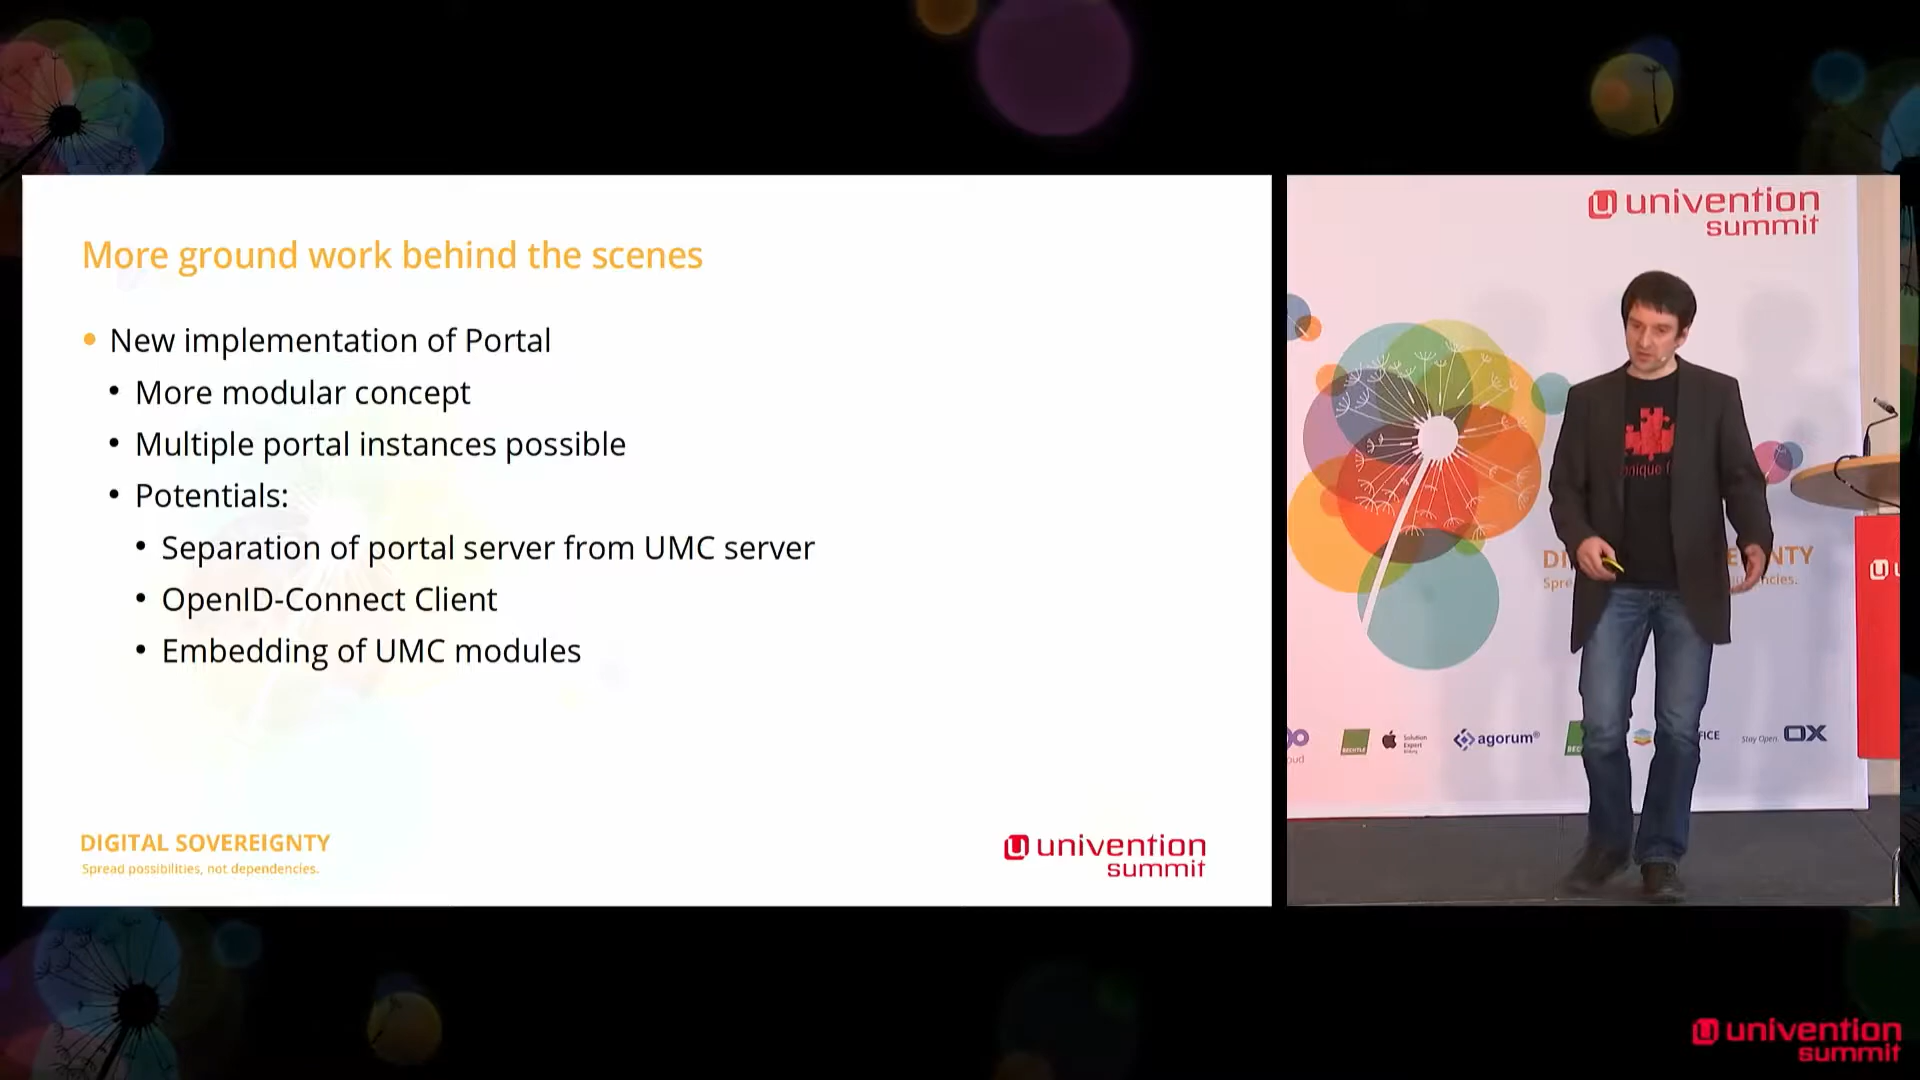 More ground work behind the scenes
New implementation of Portal
More modular concept
Multiple portal instances possible
Potentials:
Separation of portal server from UMC server
OpenID-Connect Client
Embedding of UMC modules
DIGITAL SOVEREIGNTY
Spread possibilities, not dependencies.
univention
summit
univention
summit
agorum
Stay Open. OX
univention
summit